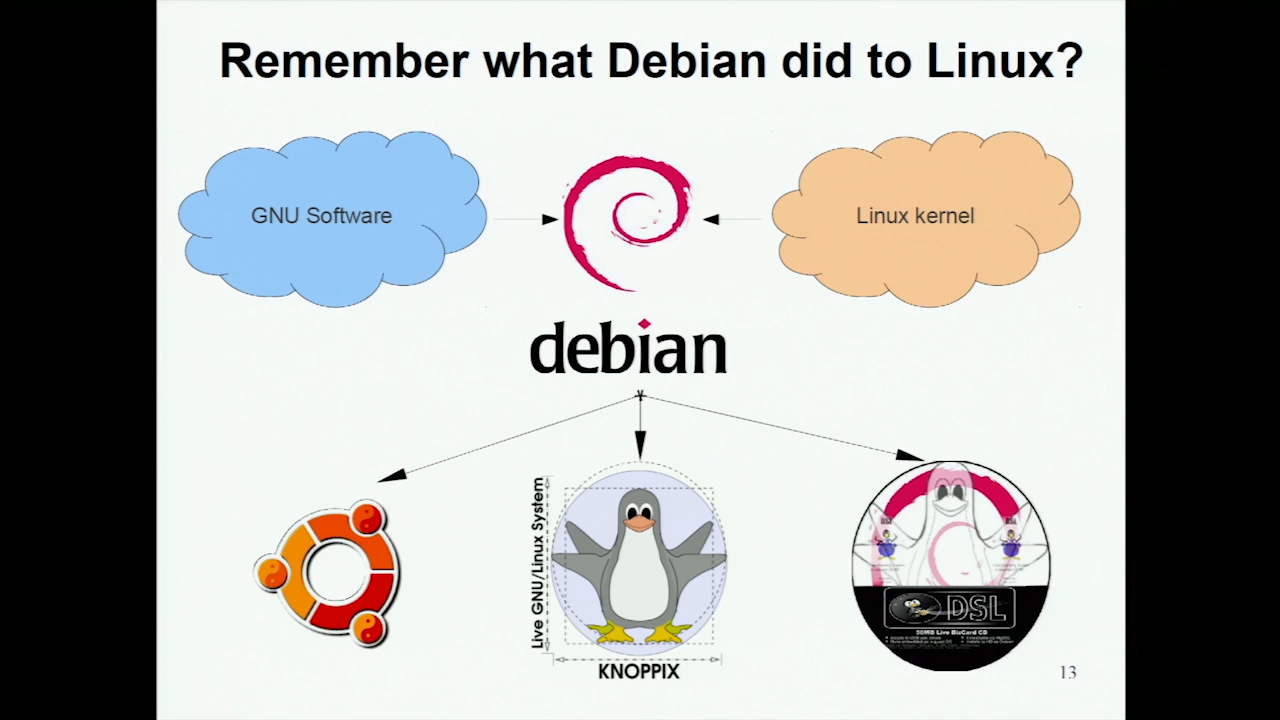 Remember what Debian did to Linux?
GNU Software
Linux kernel
debian
Live GNU/Linux System
KNOPPIX
DSL
50MB Live BizCard CD
13